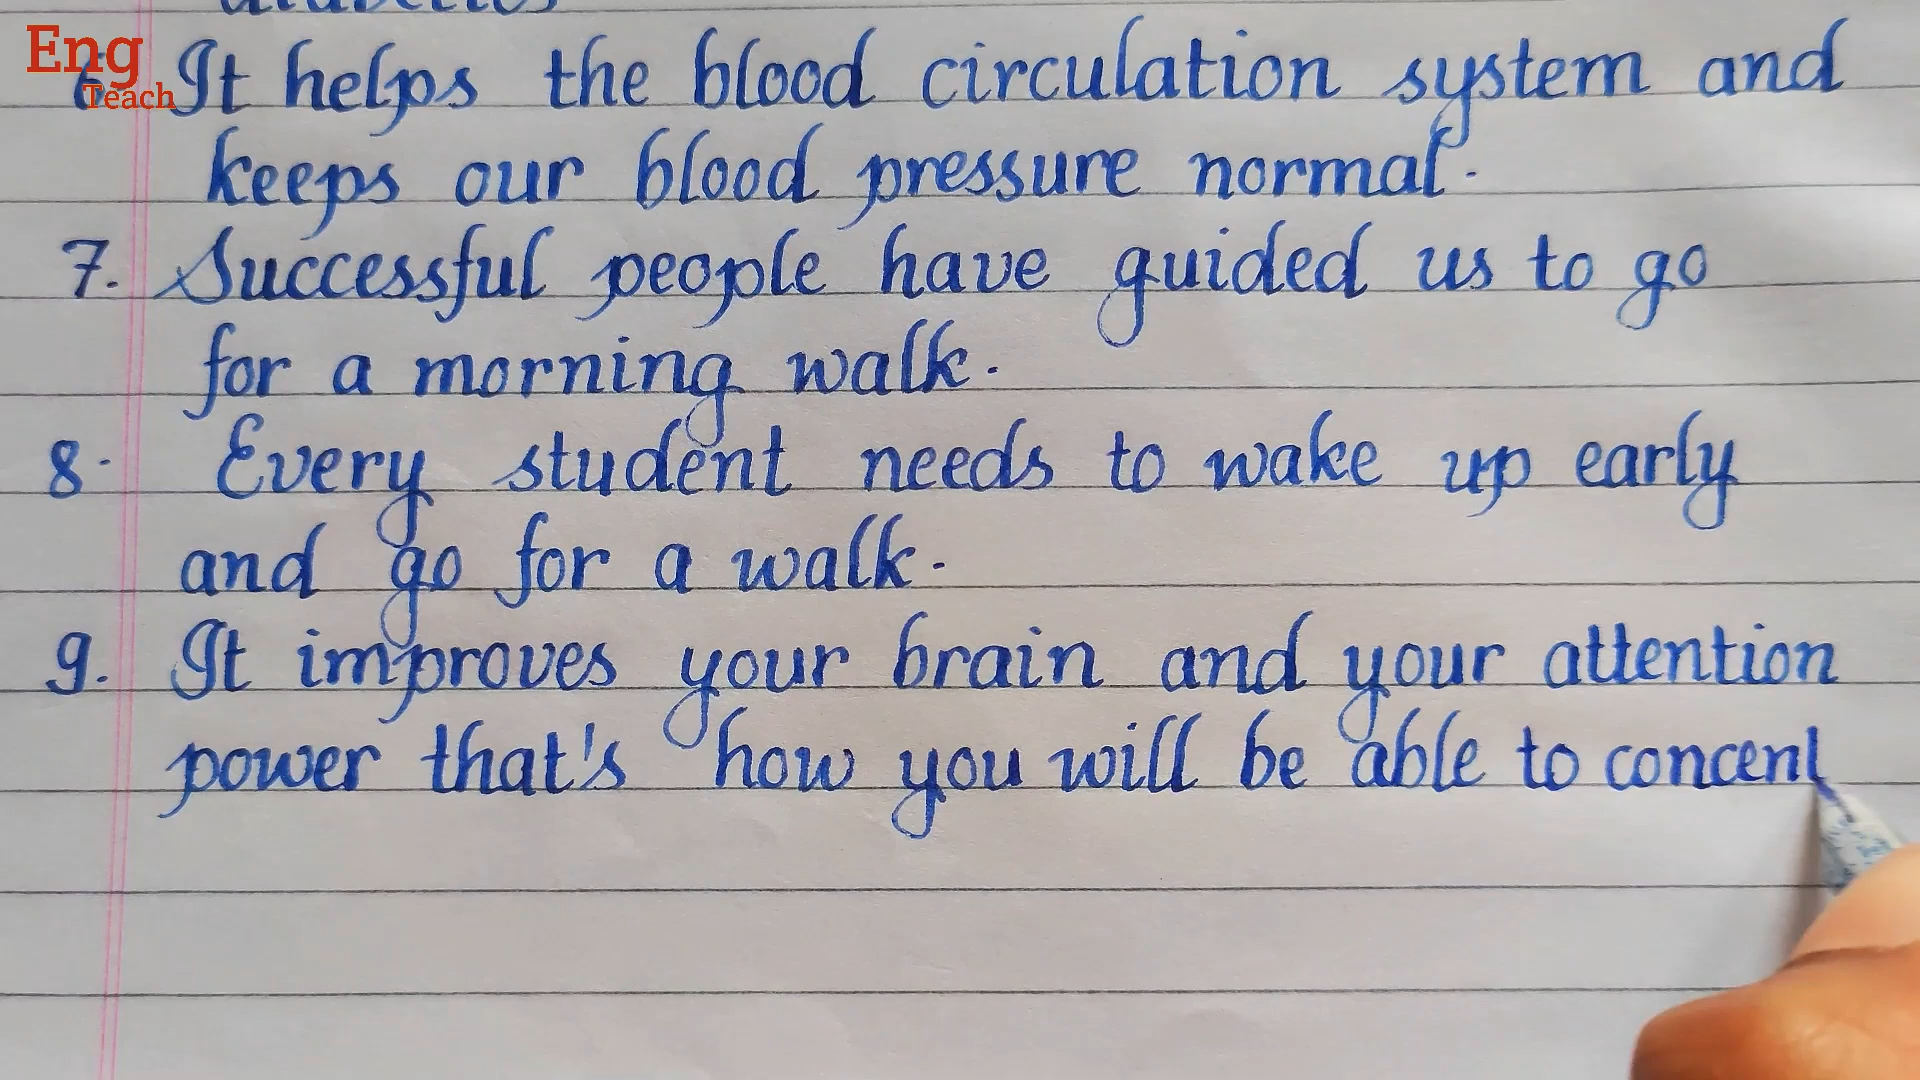 Eng
Teach
6. It helps the blood circulation system and
keeps our blood pressure normal.
7. Successful people have guided us to go
for a morning walk.
8. Every student needs to wake up early
and go for a walk.
9. It improves your brain and your attention
power that's how you will be able to concent